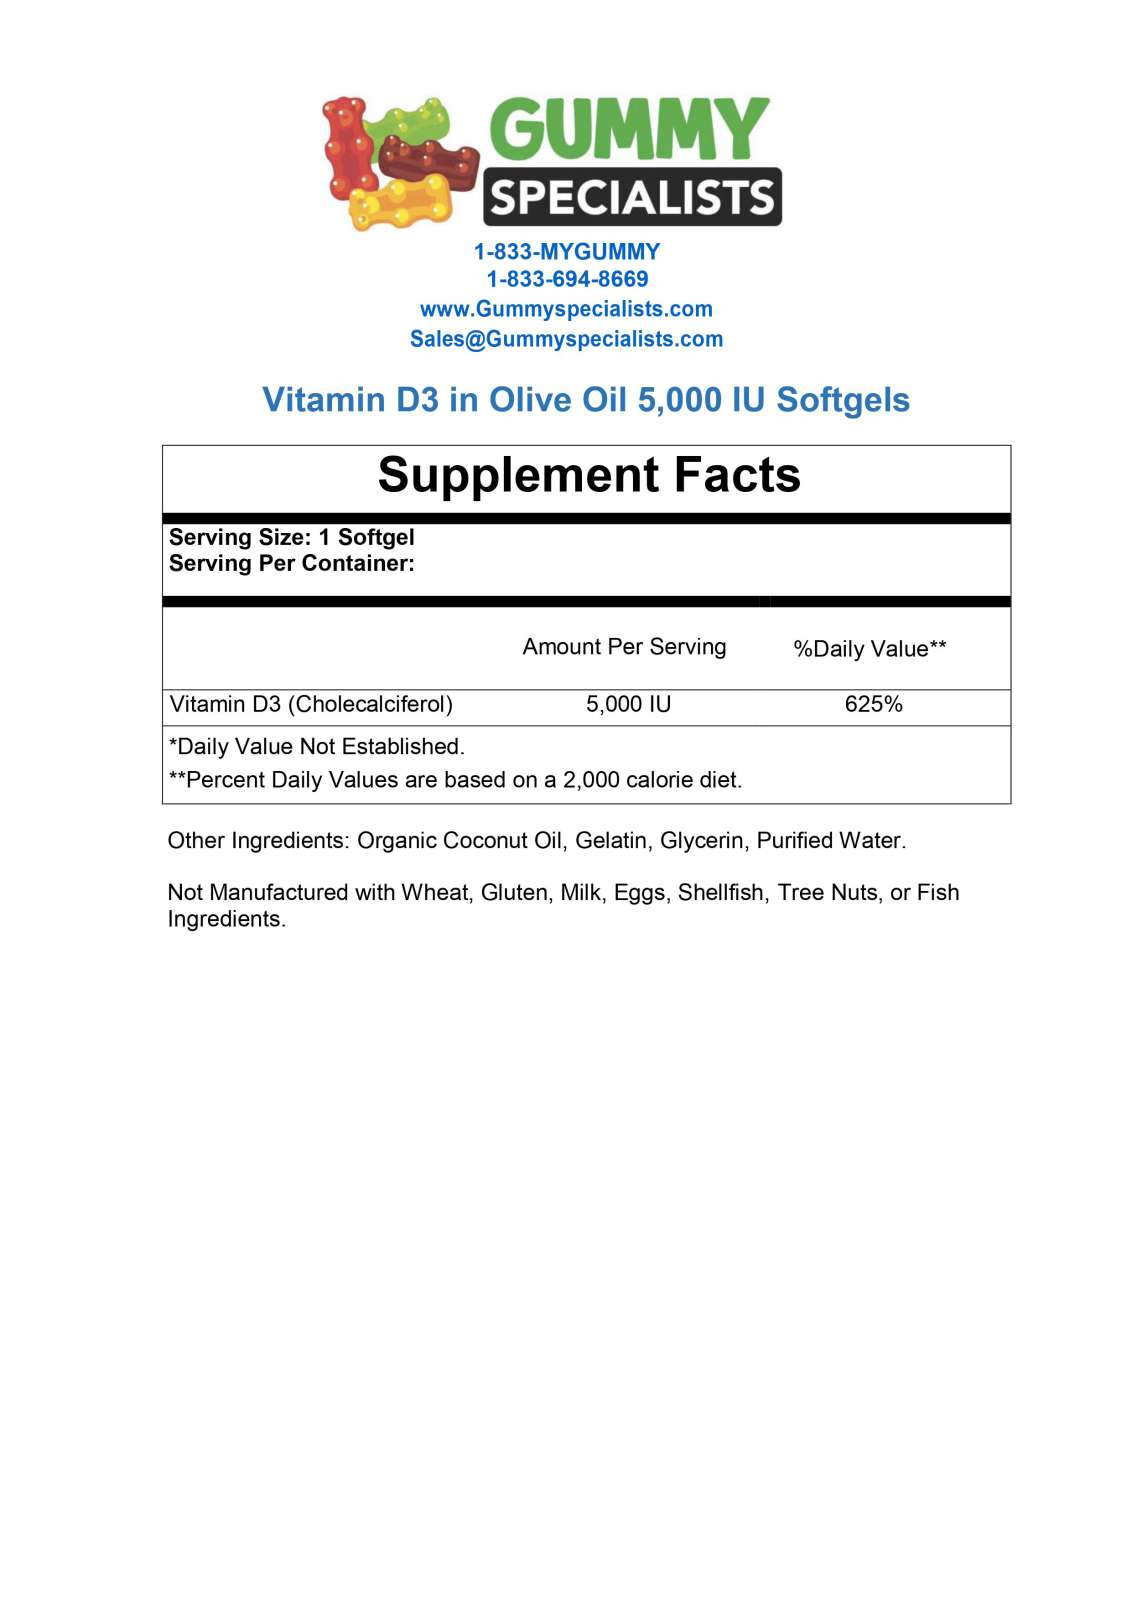 GUMMY
SPECIALISTS
1-833-MYGUMMY
1-833-694-8669
www.Gummyspecialists.com
Sales@Gummyspecialists.com
Vitamin D3 in Olive Oil 5,000 IU Softgels
Supplement Facts
Serving Size: 1 Softgel
Serving Per Container:
Amount Per Serving %Daily Value**
Vitamin D3 (Cholecalciferol) 5,000 IU 625%
*Daily Value Not Established.
**Percent Daily Values are based on a 2,000 calorie diet.
Other Ingredients: Organic Coconut Oil, Gelatin, Glycerin, Purified Water.
Not Manufactured with Wheat, Gluten, Milk, Eggs, Shellfish, Tree Nuts, or Fish
Ingredients.